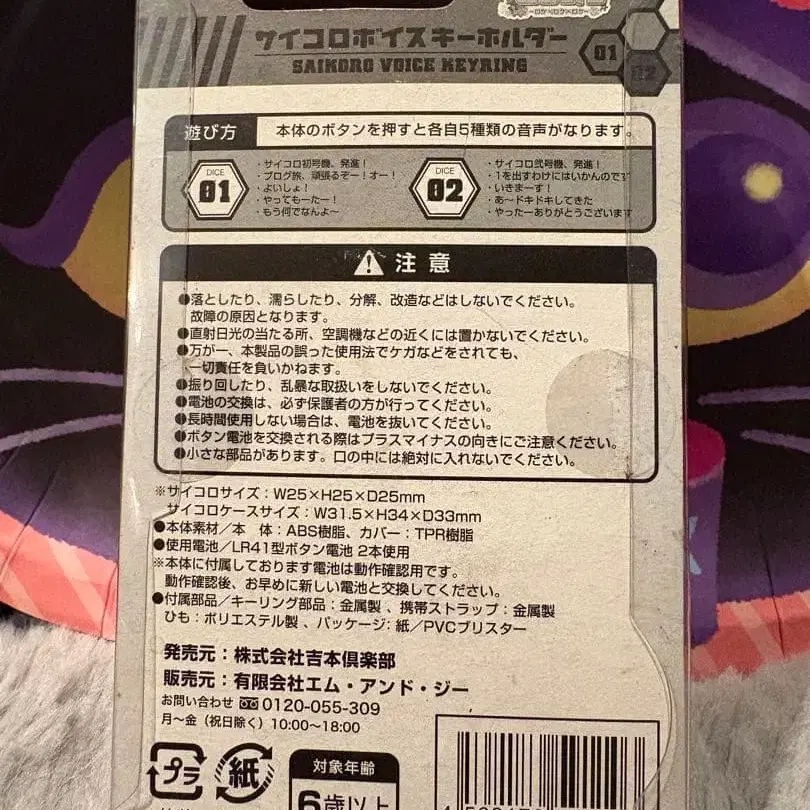 ~ロケ×ロケ×ロケ~
サイコロボイスキーホルダー
SAIKORO VOICE KEYRING
01
02
遊び方 本体のボタンを押すと各自5種類の音声がなります。
DICE
01
・サイコロ初号機、発進！
・ブログ旅、頑張るぞー！オー！
・よいしょ！
・やってもーたー！
・もう何でなんよ～
DICE
02
・サイコロ弐号機、発進！
・1を出すわけにはいかんのです
・いきまーす！
・あ～ドキドキしてきた
・やったーありがとうございます
注意
●落としたり、濡らしたり、分解、改造などはしないでください。
故障の原因となります。
●直射日光の当たる所、空調機などの近くには置かないでください。
●万が一、本製品の誤った使用法でケガなどをされても、
一切責任を負いかねます。
●振り回したり、乱暴な取扱いをしないでください。
●電池の交換は、必ず保護者の方が行ってください。
●長時間使用しない場合は、電池を抜いてください。
●ボタン電池を交換される際はプラスマイナスの向きにご注意ください。
●小さな部品があります。口の中には絶対に入れないでください。
※サイコロサイズ：W25×H25×D25mm
サイコロケースサイズ：W31.5×H34×D33mm
●本体素材／本 体：ABS樹脂、カバー：TPR樹脂
●使用電池／LR41型ボタン電池 2本使用
※本体に付属しております電池は動作確認用です。
動作確認後、お早めに新しい電池と交換してください。
●付属部品／キーリング部品：金属製、携帯ストラップ：金属製
ひも：ポリエステル製、パッケージ：紙／PVCブリスター
発売元：株式会社吉本倶楽部
販売元：有限会社エム・アンド・ジー
お問い合わせ 0120-055-309
月～金（祝日除く）10:00～18:00
プラ
紙
対象年齢
6歳以上